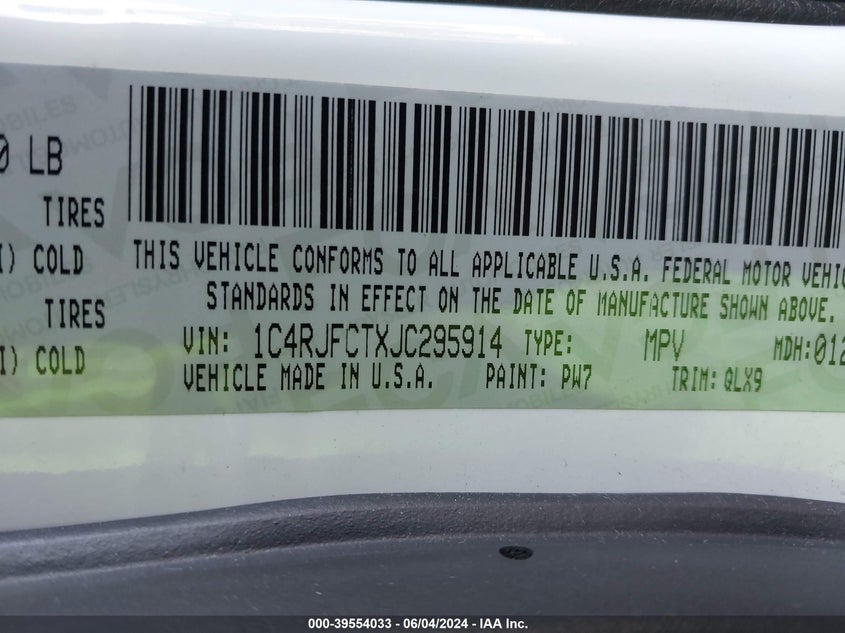 0 LB
TIRES
I) COLD
TIRES
I) COLD
THIS VEHICLE CONFORMS TO ALL APPLICABLE U.S.A. FEDERAL MOTOR VEHIC
STANDARDS IN EFFECT ON THE DATE OF MANUFACTURE SHOWN ABOVE.
VIN: 1C4RJFCTXJC295914 TYPE: MPV MDH:012
VEHICLE MADE IN U.S.A. PAINT: PW7 TRIM: QLX9
000-39554033 - 06/04/2024 - IAA Inc.